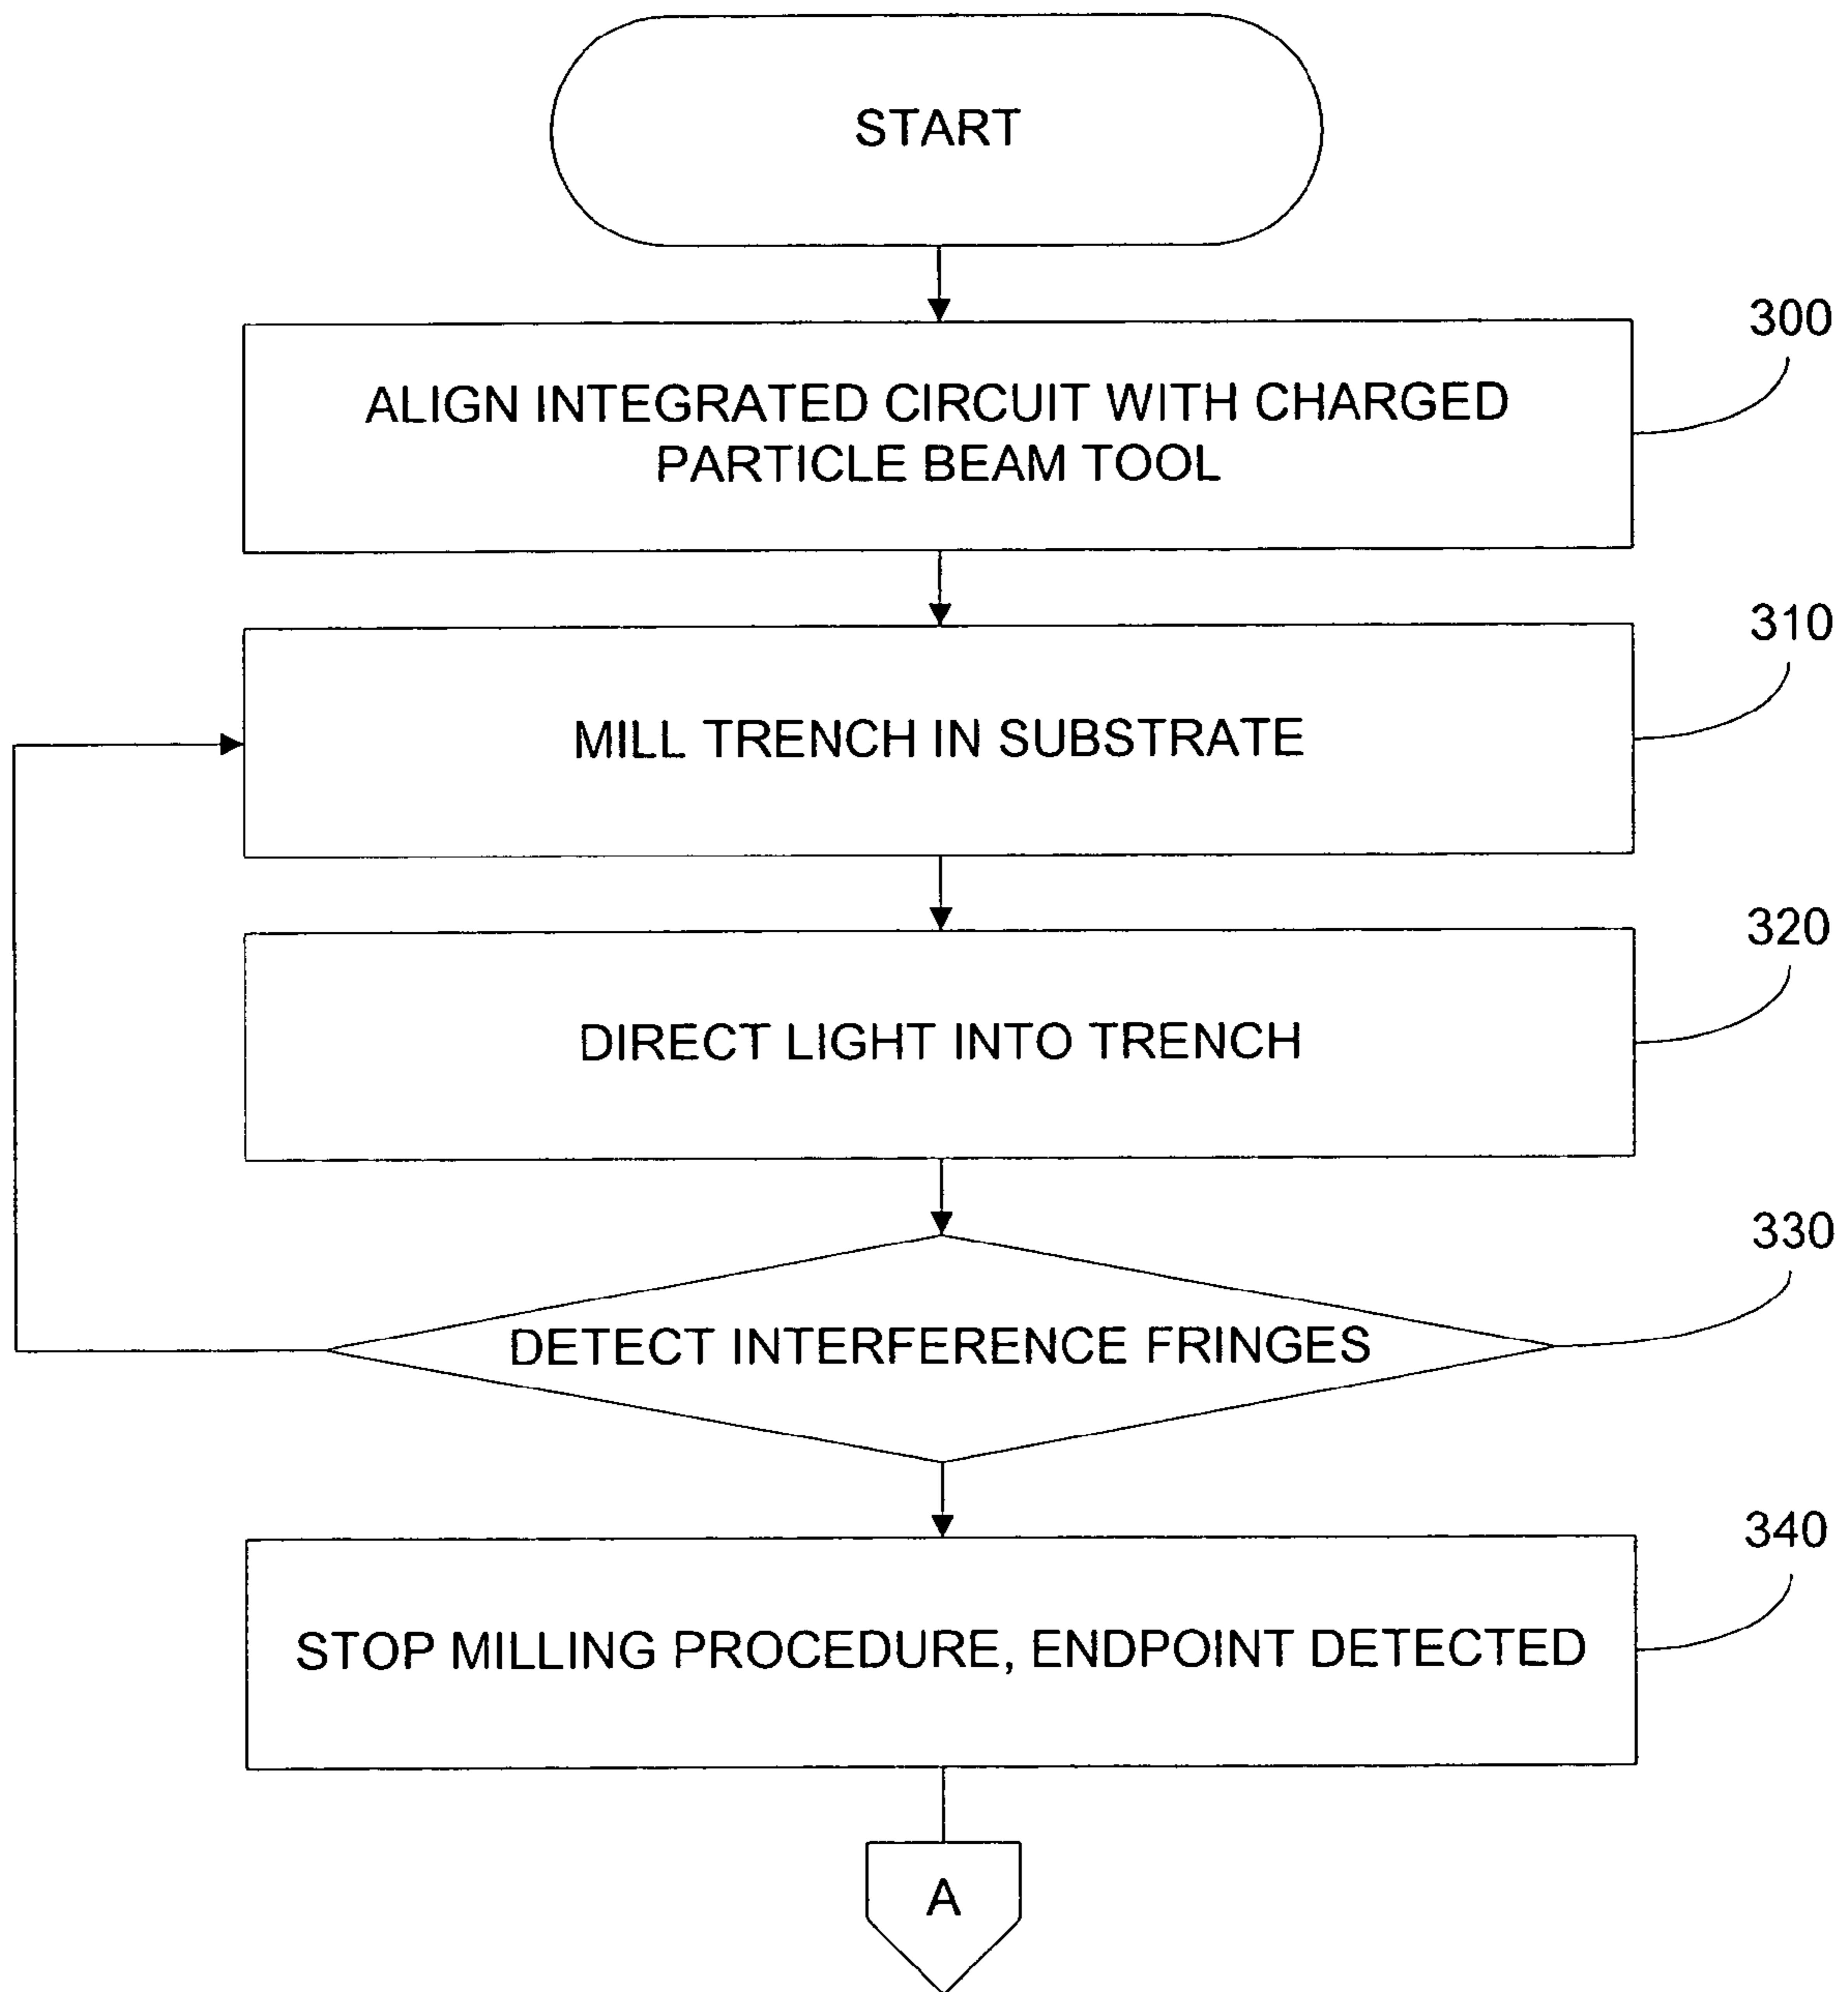 START
300
ALIGN INTEGRATED CIRCUIT WITH CHARGED
PARTICLE BEAM TOOL
310
MILL TRENCH IN SUBSTRATE
320
DIRECT LIGHT INTO TRENCH
330
DETECT INTERFERENCE FRINGES
340
STOP MILLING PROCEDURE, ENDPOINT DETECTED
A